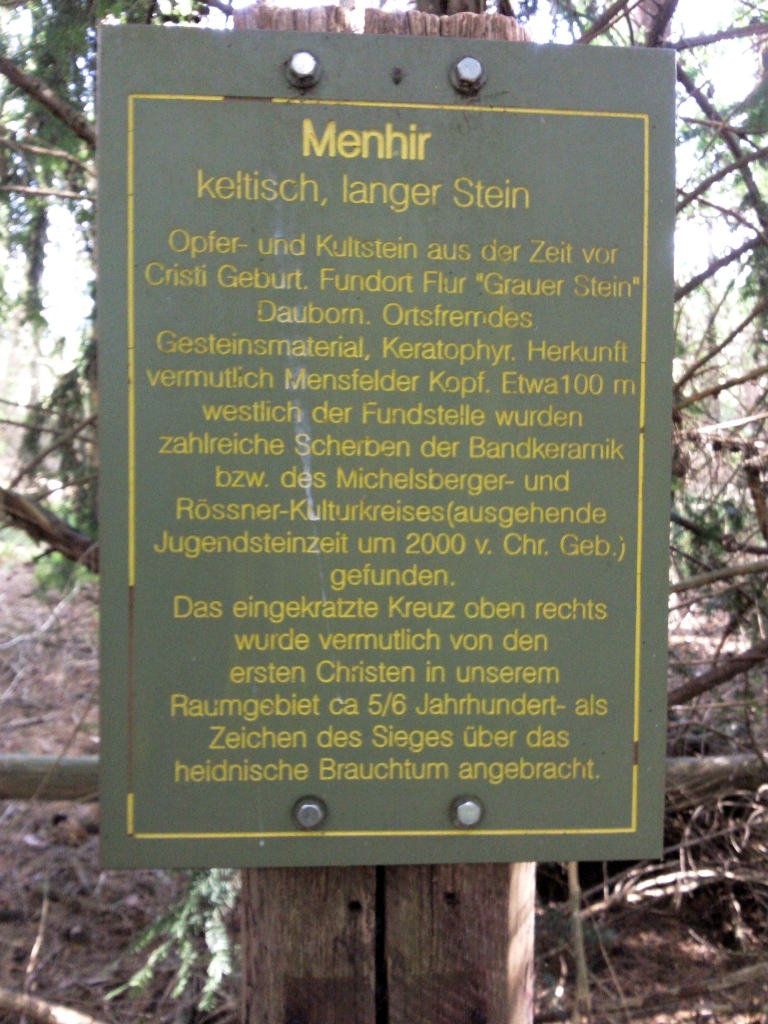 Menhir
keltisch, langer Stein
Opfer- und Kultstein aus der Zeit vor
Cristi Geburt. Fundort Flur "Grauer Stein"
Dauborn. Ortsfremdes
Gesteinsmaterial, Keratophyr. Herkunft
vermutlich Mensfelder Kopf. Etwa100 m
westlich der Fundstelle wurden
zahlreiche Scherben der Bandkeramik
bzw. des Michelsberger- und
Rössner-Kulturkreises(ausgehende
Jugendsteinzeit um 2000 v. Chr. Geb.)
gefunden.
Das eingekratzte Kreuz oben rechts
wurde vermutlich von den
ersten Christen in unserem
Raumgebiet ca 5/6 Jahrhundert- als
Zeichen des Sieges über das
heidnische Brauchtum angebracht.